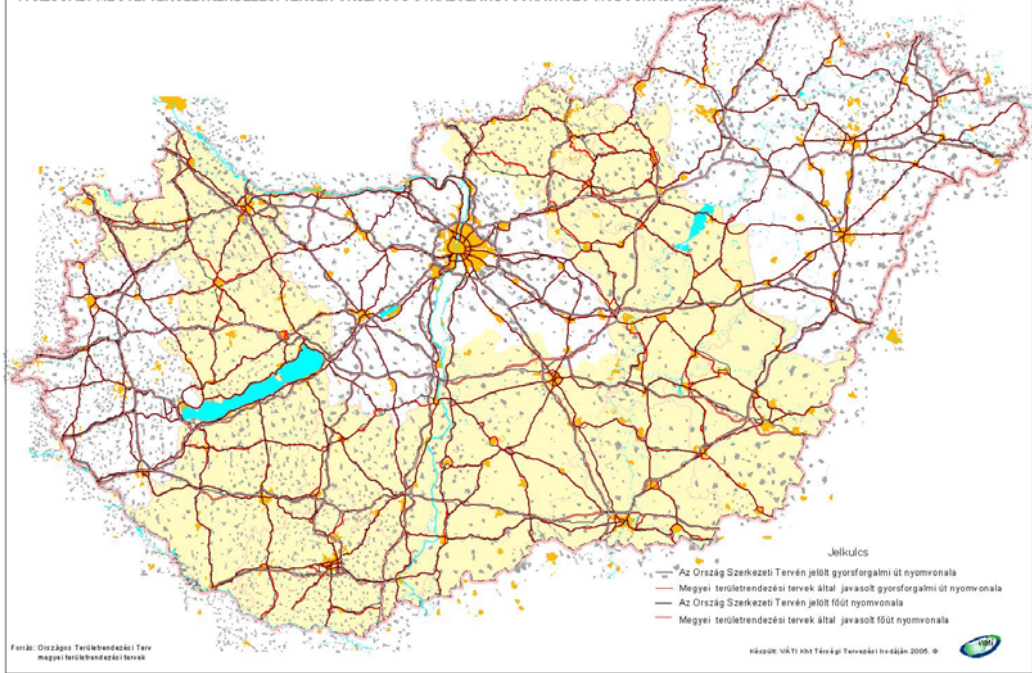 Jelkulcs
Az Ország Szerkezeti Tervén jelölt gyorsforgalmi út nyomvonala
Megyei területrendezési tervek által javasolt gyorsforgalmi út nyomvonala
Az Ország Szerkezeti Tervén jelölt főút nyomvonala
Megyei területrendezési tervek által javasolt főút nyomvonala
Forrás: Országos Területrendezési Terv
megyei területrendezési tervek
Készült: VÁTI KM Térségi Tervezési Irodáján 2005. ©
váti